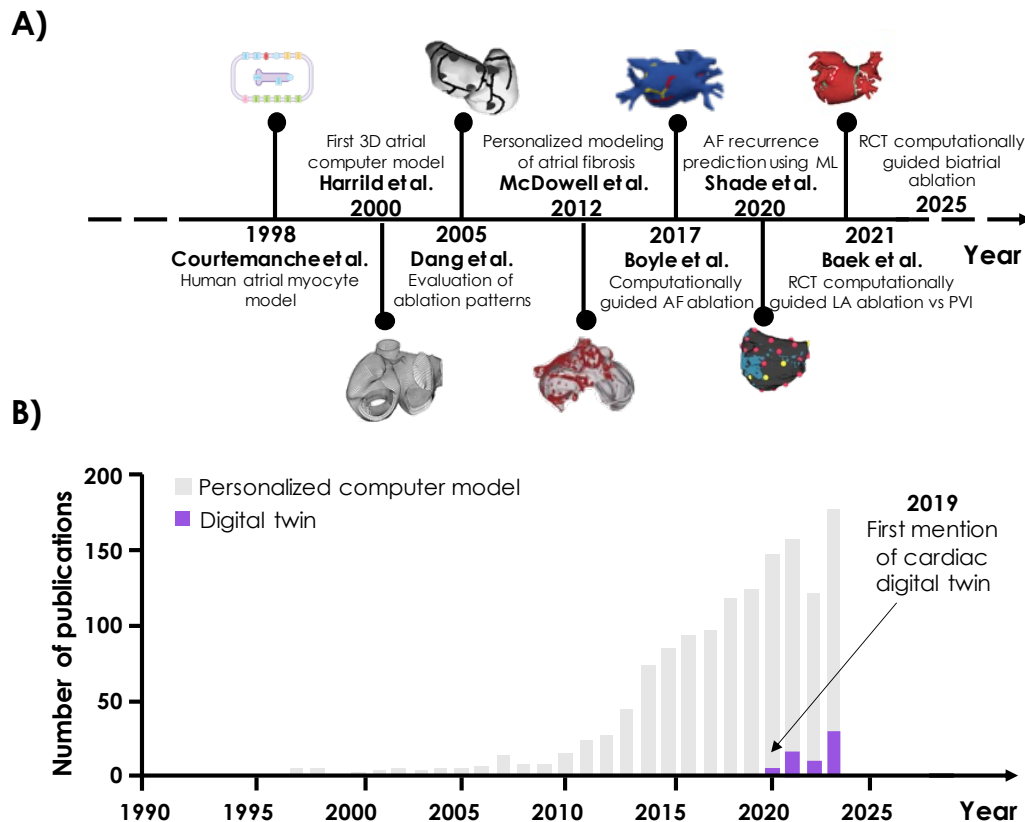 A)
First 3D atrial
computer model
Harrild et al.
2000
Personalized modeling
of atrial fibrosis
McDowell et al.
2012
AF recurrence
prediction using ML
Shade et al.
2020
RCT computationally
guided biatrial
ablation
2025
1998
Courtemanche et al.
Human atrial myocyte
model
2005
Dang et al.
Evaluation of
ablation patterns
2017
Boyle et al.
Computationally
guided AF ablation
2021
Baek et al.
RCT computationally
guided LA ablation vs PVI
Year
B)
Number of publications
200
150
100
50
0
Personalized computer model
Digital twin
2019
First mention
of cardiac
digital twin
1990
1995
2000
2005
2010
2015
2020
2025
Year